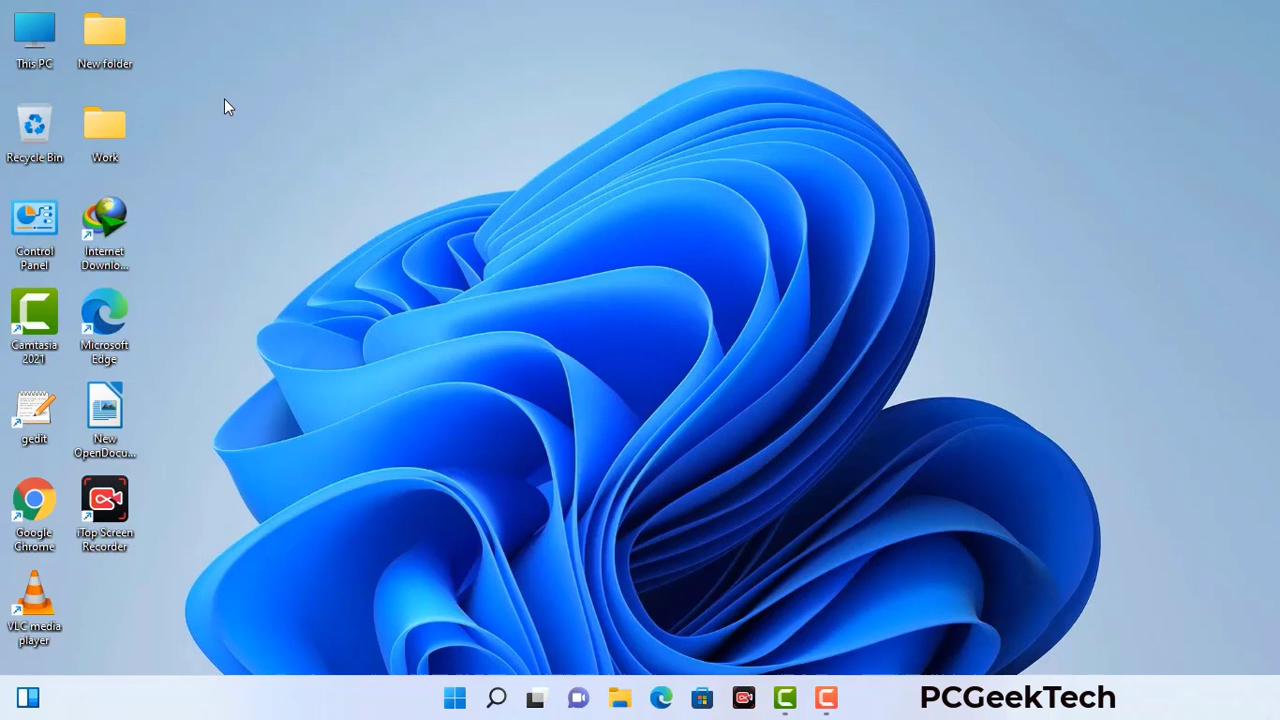 This PC
New folder
Recycle Bin
Work
Control
Panel
Internet
Downlo...
Camtasia
2021
Microsoft
Edge
gedit
New
OpenDocu...
Google
Chrome
iTop Screen
Recorder
VLC media
player
PCGeekTech